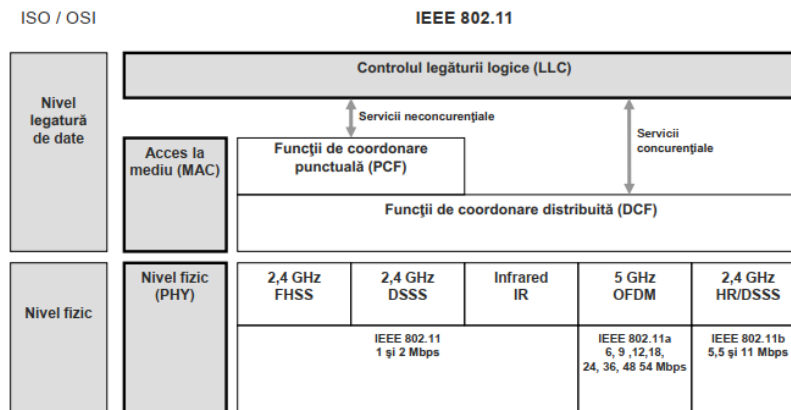 ISO / OSI
IEEE 802.11
Controlul legăturii logice (LLC)
Nivel
legatură
de date
Servicii neconcurenţiale
Servicii
concurenţiale
Acces la
mediu (MAC)
Funcţii de coordonare
punctuală (PCF)
Funcţii de coordonare distribuită (DCF)
Nivel fizic
Nivel fizic
(PHY)
2,4 GHz
FHSS
2,4 GHz
DSSS
Infrared
IR
5 GHz
OFDM
2,4 GHz
HR/DSSS
IEEE 802.11
1 şi 2 Mbps
IEEE 802.11a
6, 9 ,12,18,
24, 36, 48 54 Mbps
IEEE 802.11b
5,5 şi 11 Mbps